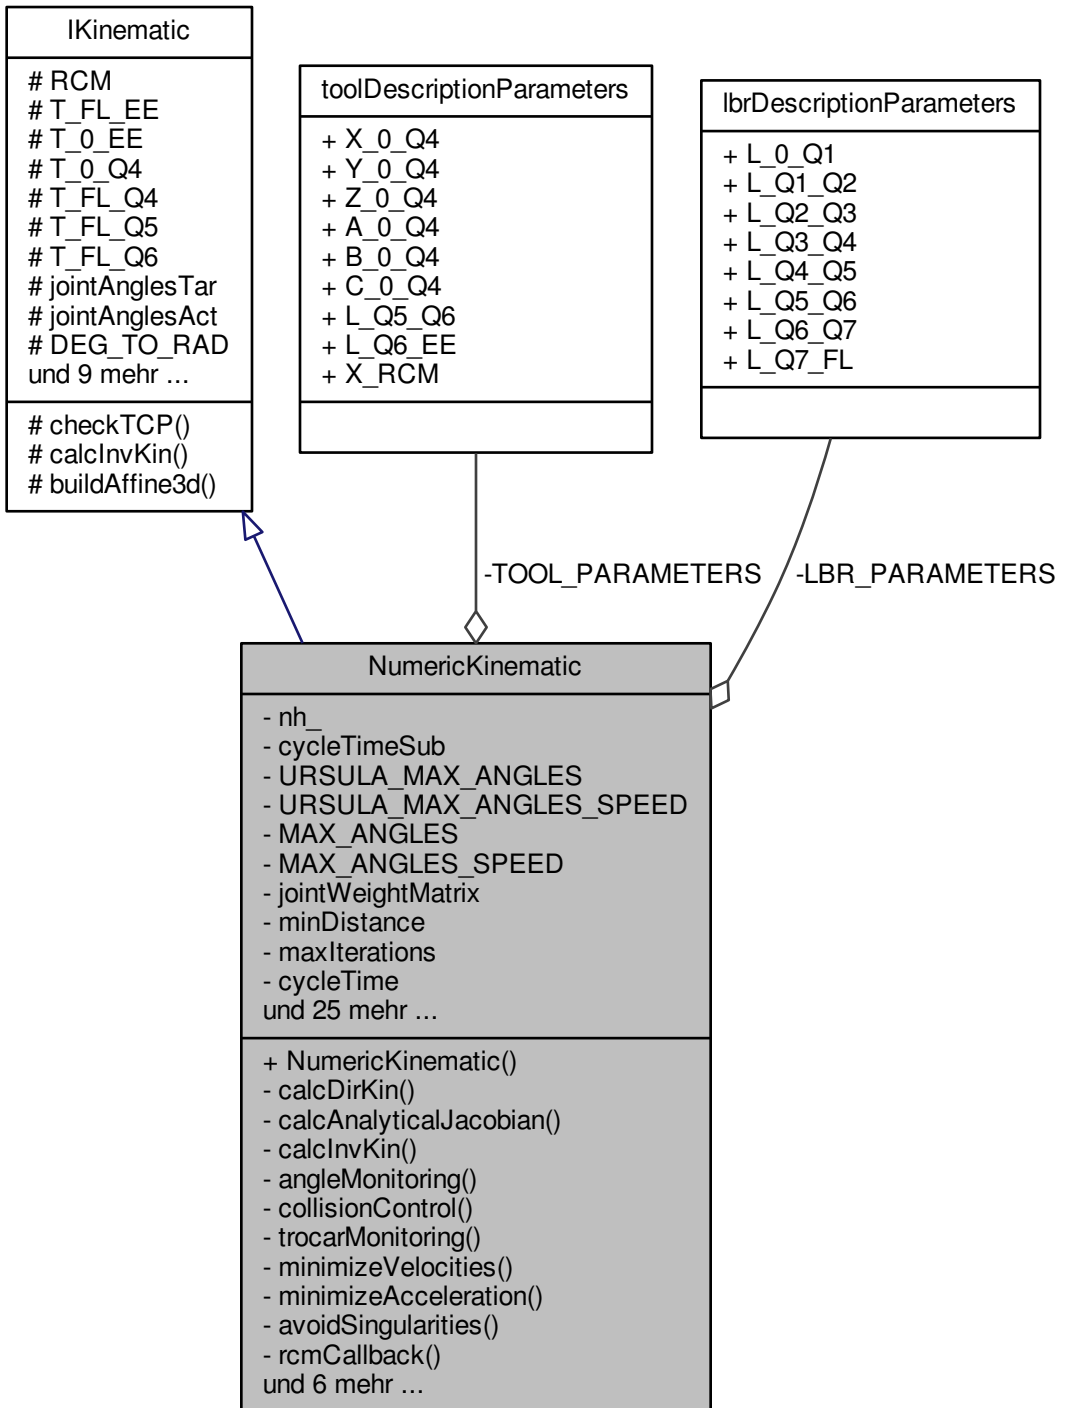 IKinematic
# RCM
# T_FL_EE
# T_0_EE
# T_0_Q4
# T_FL_Q4
# T_FL_Q5
# T_FL_Q6
# jointAnglesTar
# jointAnglesAct
# DEG_TO_RAD
und 9 mehr ...
# checkTCP()
# calcInvKin()
# buildAffine3d()
toolDescriptionParameters
+ X_0_Q4
+ Y_0_Q4
+ Z_0_Q4
+ A_0_Q4
+ B_0_Q4
+ C_0_Q4
+ L_Q5_Q6
+ L_Q6_EE
+ X_RCM
lbrDescriptionParameters
+ L_0_Q1
+ L_Q1_Q2
+ L_Q2_Q3
+ L_Q3_Q4
+ L_Q4_Q5
+ L_Q5_Q6
+ L_Q6_Q7
+ L_Q7_FL
-TOOL_PARAMETERS
-LBR_PARAMETERS
NumericKinematic
- nh_
- cycleTimeSub
- URSULA_MAX_ANGLES
- URSULA_MAX_ANGLES_SPEED
- MAX_ANGLES
- MAX_ANGLES_SPEED
- jointWeightMatrix
- minDistance
- maxIterations
- cycleTime
und 25 mehr ...
+ NumericKinematic()
- calcDirKin()
- calcAnalyticalJacobian()
- calcInvKin()
- angleMonitoring()
- collisionControl()
- trocarMonitoring()
- minimizeVelocities()
- minimizeAcceleration()
- avoidSingularities()
- rcmCallback()
und 6 mehr ...